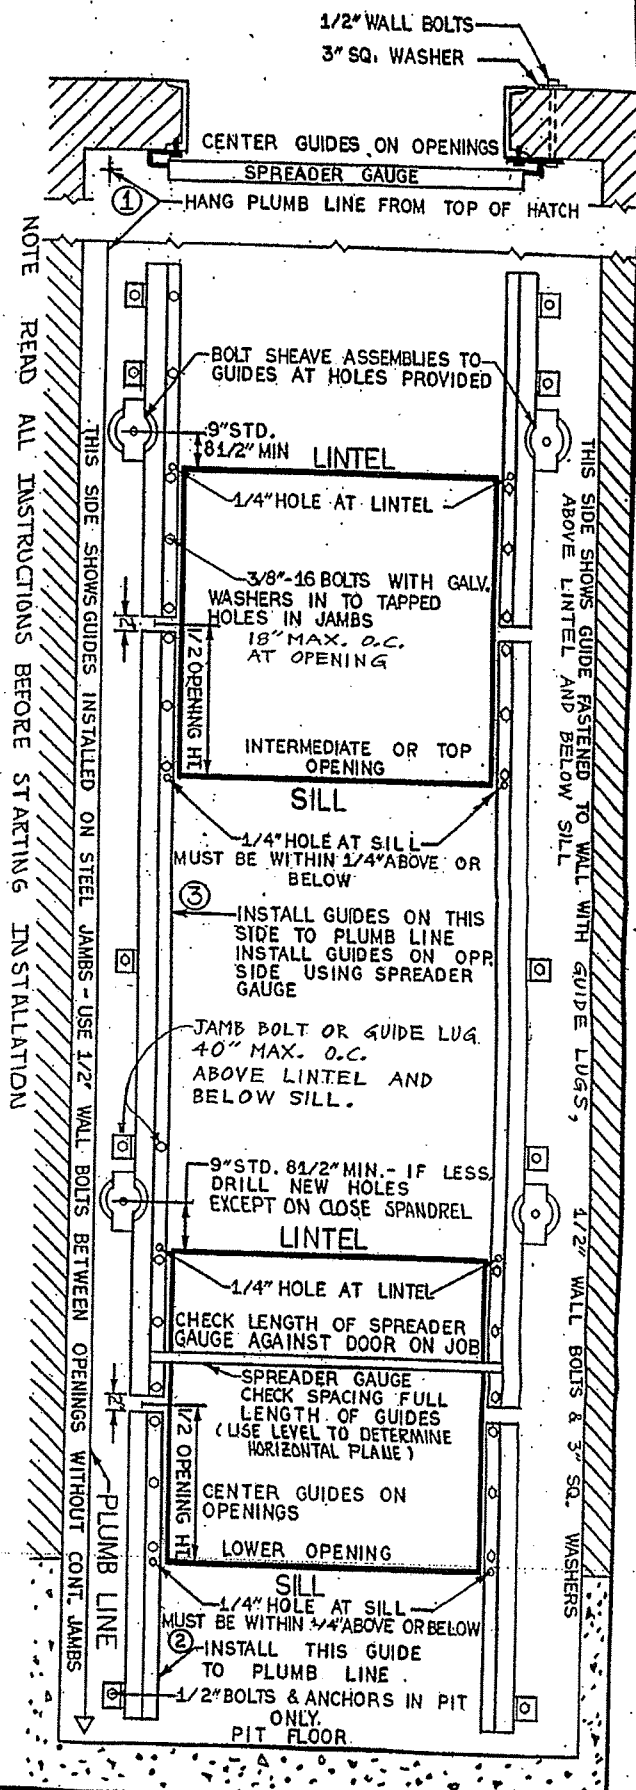 1/2" WALL BOLTS
3" SQ. WASHER
CENTER GUIDES ON OPENINGS
SPREADER GAUGE
1
HANG PLUMB LINE FROM TOP OF HATCH
NOTE READ ALL INSTRUCTIONS BEFORE STARTING INSTALLATION
THIS SIDE SHOWS GUIDES INSTALLED ON STEEL JAMBS - USE 1/2" WALL BOLTS BETWEEN OPENINGS WITHOUT CONT. JAMBS
THIS SIDE SHOWS GUIDE FASTENED TO WALL WITH GUIDE LUGS, 1/2" WALL BOLTS & 3" SQ. WASHERS
ABOVE LINTEL AND BELOW SILL
BOLT SHEAVE ASSEMBLIES TO
GUIDES AT HOLES PROVIDED
9" STD.
8 1/2" MIN
LINTEL
1/4" HOLE AT LINTEL
3/8"-16 BOLTS WITH GALV.
WASHERS IN TO TAPPED
HOLES IN JAMBS
18" MAX. O.C.
AT OPENING
1/2 OPENING HT.
INTERMEDIATE OR TOP
OPENING
SILL
1/4" HOLE AT SILL
MUST BE WITHIN 1/4" ABOVE OR
BELOW
3
INSTALL GUIDES ON THIS
SIDE TO PLUMB LINE
INSTALL GUIDES ON OPP.
SIDE USING SPREADER
GAUGE
JAMB BOLT OR GUIDE LUG
40" MAX. O.C.
ABOVE LINTEL AND
BELOW SILL.
9" STD. 8 1/2" MIN. - IF LESS,
DRILL NEW HOLES
EXCEPT ON CLOSE SPANDREL
LINTEL
1/4" HOLE AT LINTEL
CHECK LENGTH OF SPREADER
GAUGE AGAINST DOOR ON JOB
SPREADER GAUGE
CHECK SPACING FULL
LENGTH OF GUIDES
(USE LEVEL TO DETERMINE
HORIZONTAL PLANE)
1/2 OPENING HT.
CENTER GUIDES ON
OPENINGS
LOWER OPENING
SILL
1/4" HOLE AT SILL
MUST BE WITHIN 1/4" ABOVE OR BELOW
PLUMB LINE
2
INSTALL THIS GUIDE
TO PLUMB LINE.
1/2" BOLTS & ANCHORS IN PIT
ONLY.
PIT FLOOR